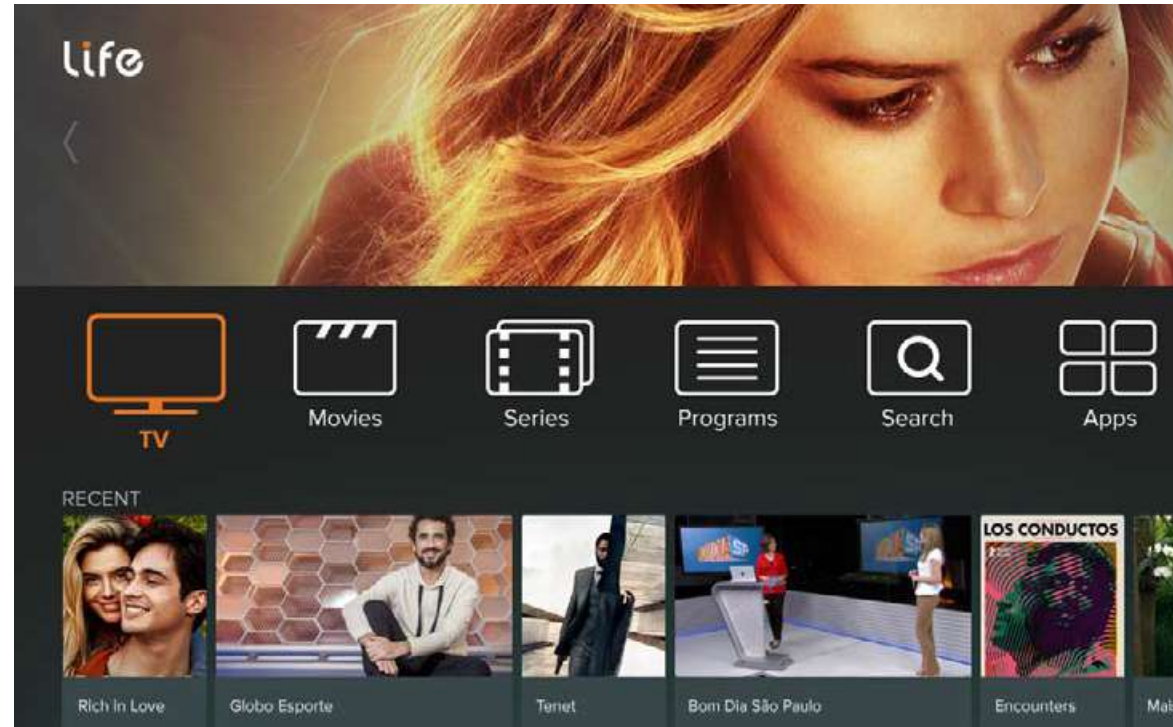 Life
TV
Movies
Series
Programs
Search
Apps
RECENT
LOS CONDUCTOS
Rich in Love
Globo Esporte
Tenet
Bom Dia São Paulo
Encounters